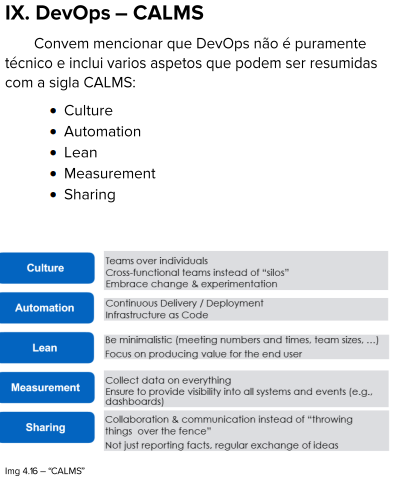 IX. DevOps – CALMS
Convem mencionar que DevOps não é puramente
técnico e inclui varios aspetos que podem ser resumidas
com a sigla CALMS:
• Culture
• Automation
• Lean
• Measurement
• Sharing
Culture
Teams over individuals
Cross-functional teams instead of “silos”
Embrace change & experimentation
Automation
Continuous Delivery / Deployment
Infrastructure as Code
Lean
Be minimalistic (meeting numbers and times, team sizes, …)
Focus on producing value for the end user
Measurement
Collect data on everything
Ensure to provide visibility into all systems and events (e.g.,
dashboards)
Sharing
Collaboration & communication instead of “throwing
things over the fence”
Not just reporting facts, regular exchange of ideas
Img 4.16 – “CALMS”